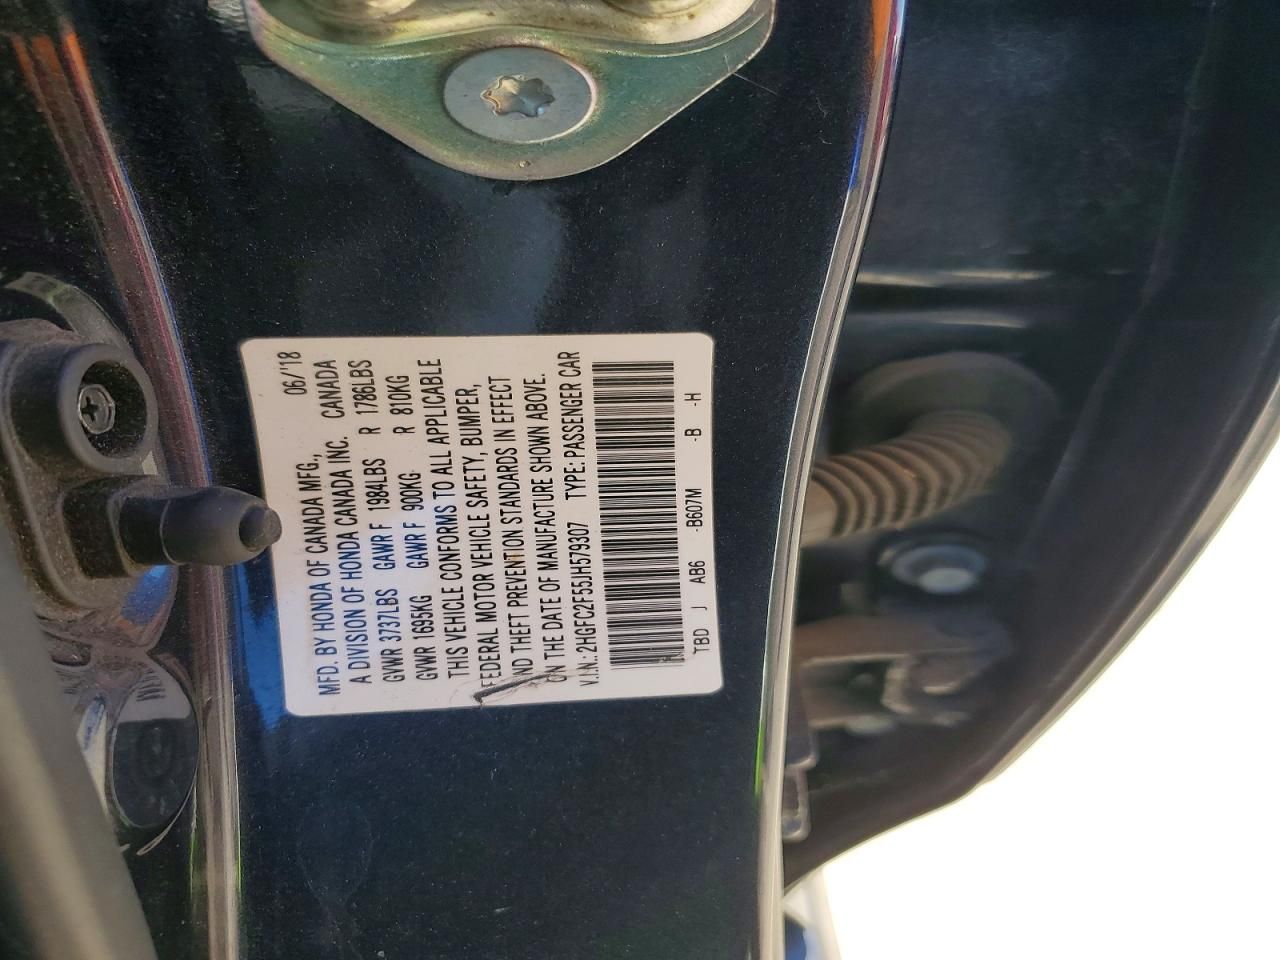 MFD. BY HONDA OF CANADA MFG., 06/'18
A DIVISION OF HONDA CANADA INC. CANADA
GVWR 3737LBS GAWR F 1984LBS R 1786LBS
GVWR 1695KG GAWR F 900KG R 810KG
THIS VEHICLE CONFORMS TO ALL APPLICABLE
FEDERAL MOTOR VEHICLE SAFETY, BUMPER,
AND THEFT PREVENTION STANDARDS IN EFFECT
ON THE DATE OF MANUFACTURE SHOWN ABOVE.
V.I.N.: 2HGFC2F55JH579307 TYPE: PASSENGER CAR
TBD J AB6 -B607M -B -H